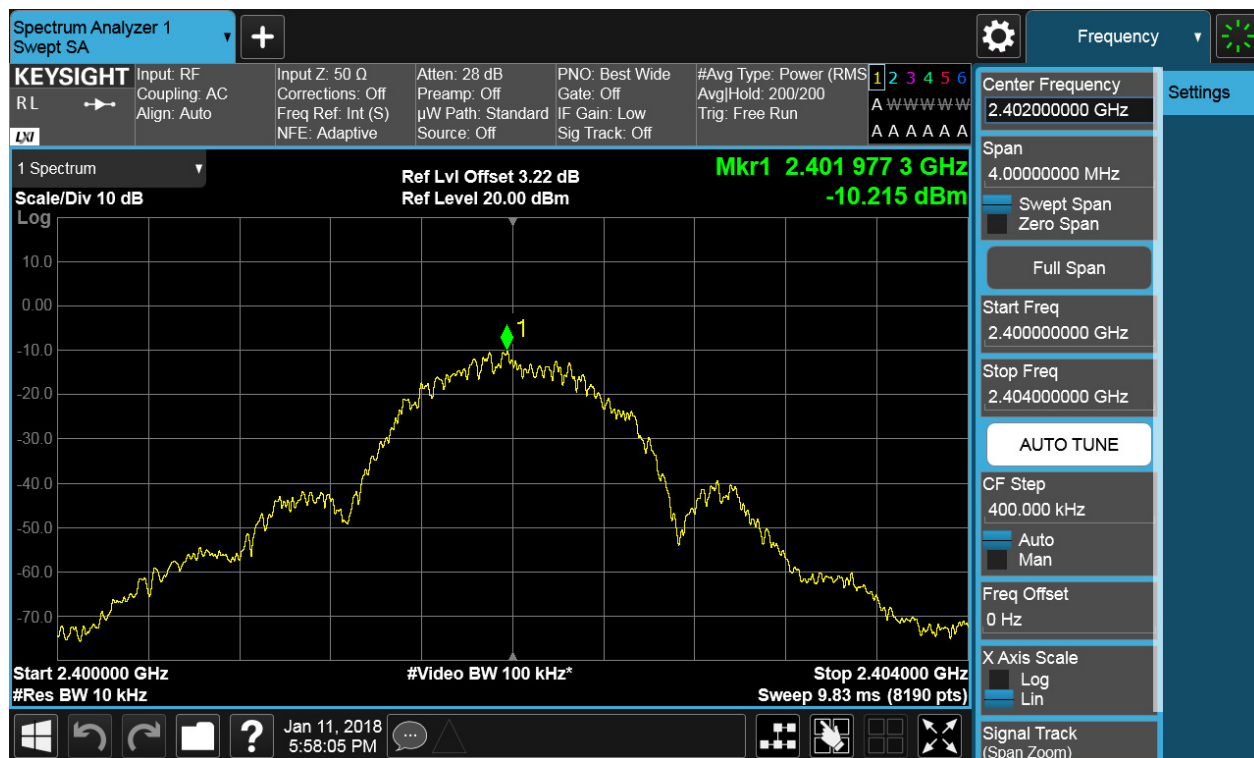 Spectrum Analyzer 1
Swept SA
+
Frequency
KEYSIGHT
R L
LXI
Input: RF
Coupling: AC
Align: Auto
Input Z: 50 Ω
Corrections: Off
Freq Ref: Int (S)
NFE: Adaptive
Atten: 28 dB
Preamp: Off
µW Path: Standard
Source: Off
PNO: Best Wide
Gate: Off
IF Gain: Low
Sig Track: Off
#Avg Type: Power (RMS
Avg|Hold: 200/200
Trig: Free Run
1 2 3 4 5 6
A W W W W W
A A A A A A
1 Spectrum
Scale/Div 10 dB
Ref Lvl Offset 3.22 dB
Ref Level 20.00 dBm
Mkr1 2.401 977 3 GHz
-10.215 dBm
Log
10.0
0.00
-10.0
-20.0
-30.0
-40.0
-50.0
-60.0
-70.0
1
Start 2.400000 GHz
#Res BW 10 kHz
#Video BW 100 kHz*
Stop 2.404000 GHz
Sweep 9.83 ms (8190 pts)
Center Frequency
2.402000000 GHz
Settings
Span
4.00000000 MHz
Swept Span
Zero Span
Full Span
Start Freq
2.400000000 GHz
Stop Freq
2.404000000 GHz
AUTO TUNE
CF Step
400.000 kHz
Auto
Man
Freq Offset
0 Hz
X Axis Scale
Log
Lin
Signal Track
(Span Zoom)
?
Jan 11, 2018
5:58:05 PM